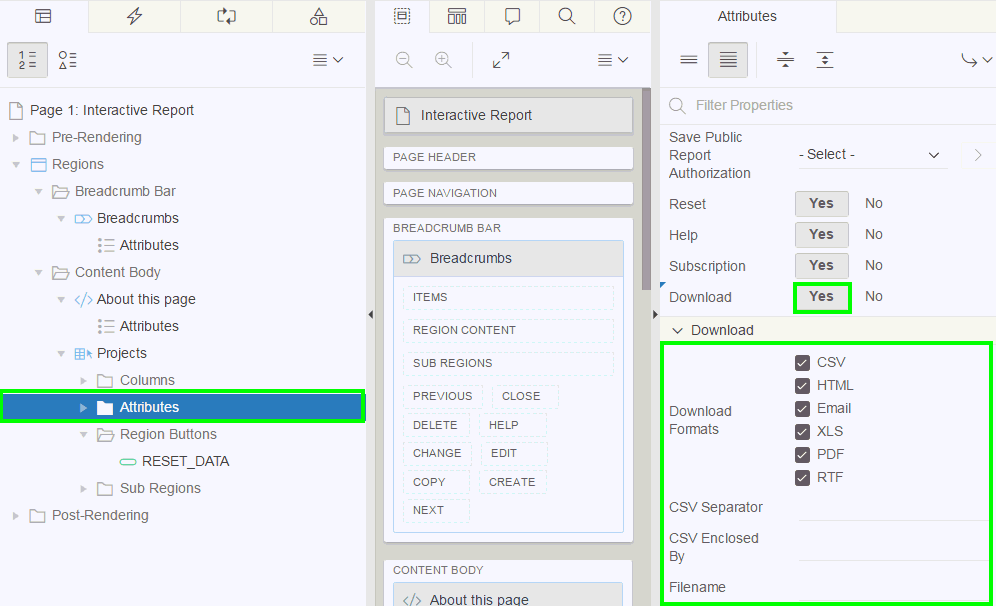 Page 1: Interactive Report
Pre-Rendering
Regions
Breadcrumb Bar
Breadcrumbs
Attributes
Content Body
About this page
Attributes
Projects
Columns
Attributes
Region Buttons
RESET_DATA
Sub Regions
Post-Rendering
Interactive Report
PAGE HEADER
PAGE NAVIGATION
BREADCRUMB BAR
Breadcrumbs
ITEMS
REGION CONTENT
SUB REGIONS
PREVIOUS CLOSE
DELETE HELP
CHANGE EDIT
COPY CREATE
NEXT
CONTENT BODY
About this page
Attributes
Filter Properties
Save Public
Report
Authorization
- Select -
Reset Yes No
Help Yes No
Subscription Yes No
Download Yes No
Download
Download
Formats
CSV
HTML
Email
XLS
PDF
RTF
CSV Separator
CSV Enclosed
By
Filename